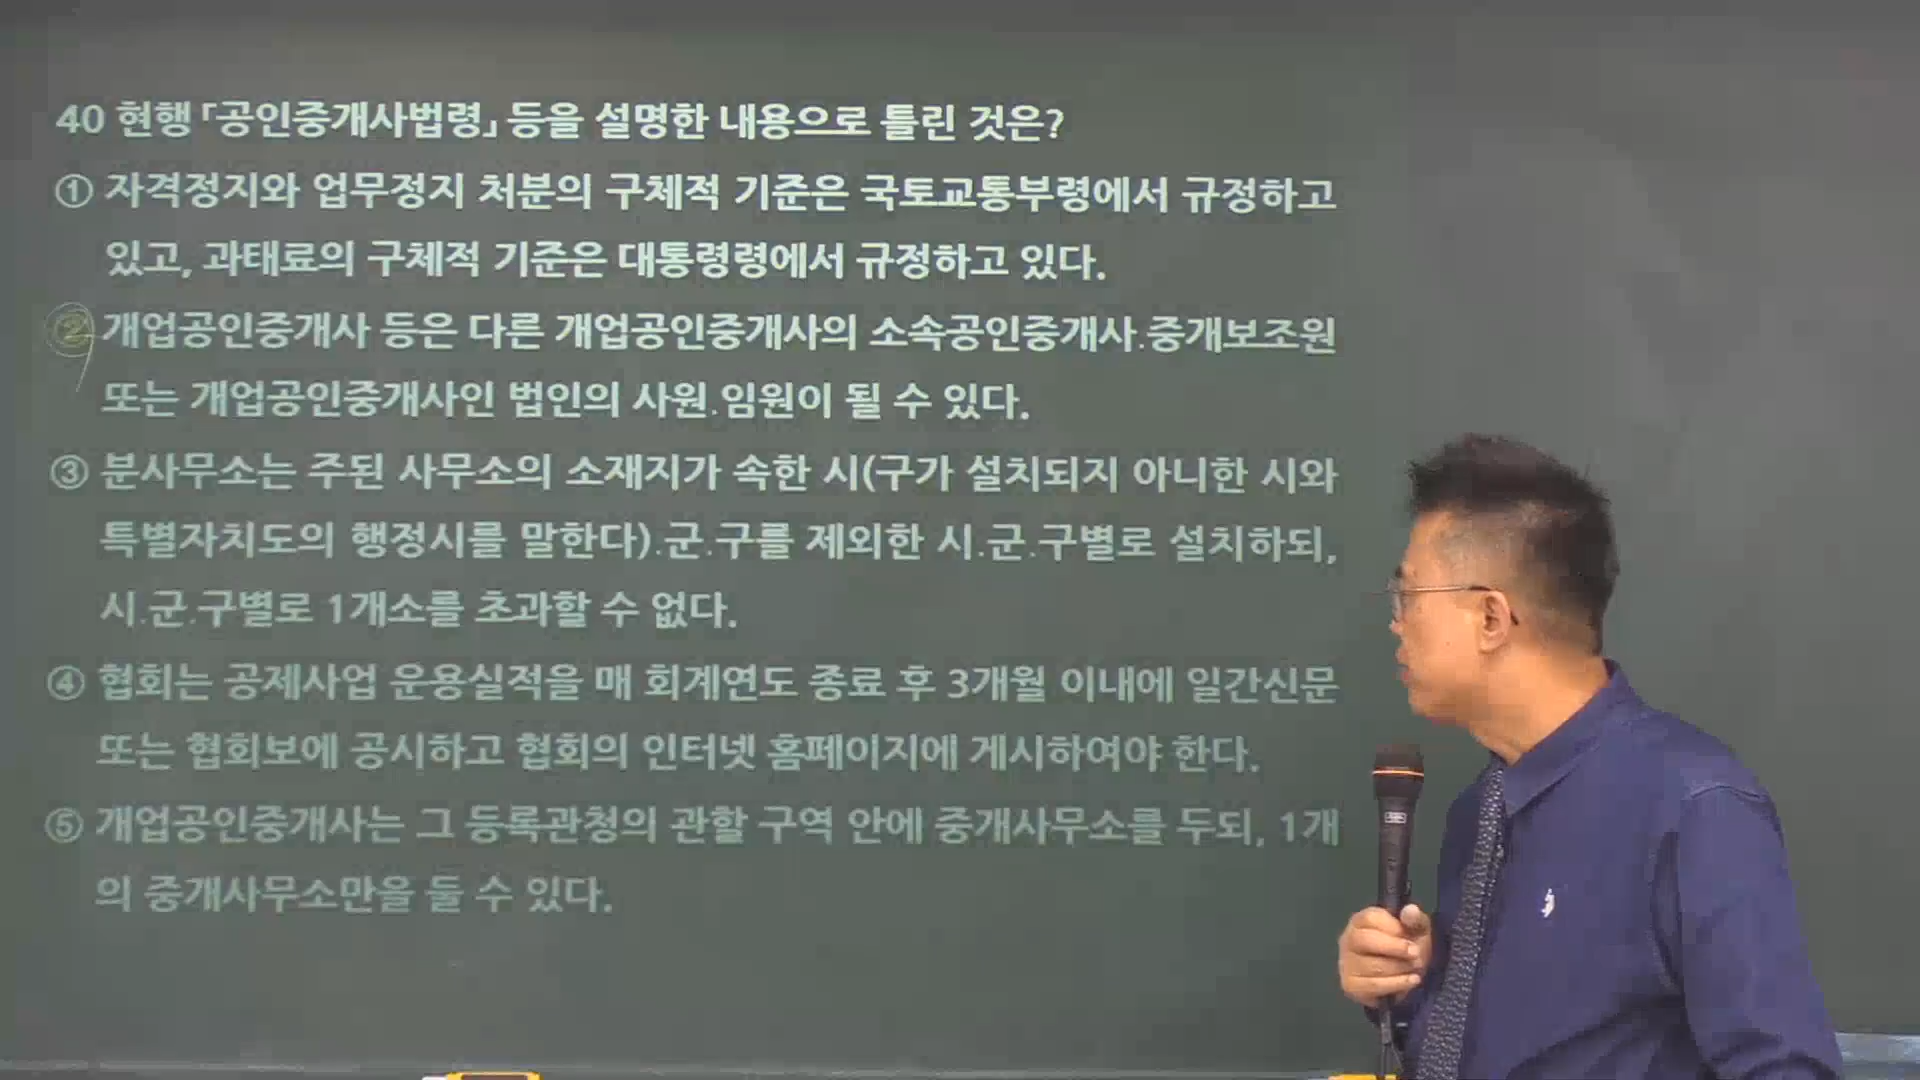 40 현행 「공인중개사법령」 등을 설명한 내용으로 틀린 것은?
① 자격정지와 업무정지 처분의 구체적 기준은 국토교통부령에서 규정하고
있고, 과태료의 구체적 기준은 대통령령에서 규정하고 있다.
② 개업공인중개사 등은 다른 개업공인중개사의 소속공인중개사.중개보조원
또는 개업공인중개사인 법인의 사원.임원이 될 수 있다.
③ 분사무소는 주된 사무소의 소재지가 속한 시(구가 설치되지 아니한 시와
특별자치도의 행정시를 말한다).군.구를 제외한 시.군.구별로 설치하되,
시.군.구별로 1개소를 초과할 수 없다.
④ 협회는 공제사업 운용실적을 매 회계연도 종료 후 3개월 이내에 일간신문
또는 협회보에 공시하고 협회의 인터넷 홈페이지에 게시하여야 한다.
⑤ 개업공인중개사는 그 등록관청의 관할 구역 안에 중개사무소를 두되, 1개
의 중개사무소만을 둘 수 있다.